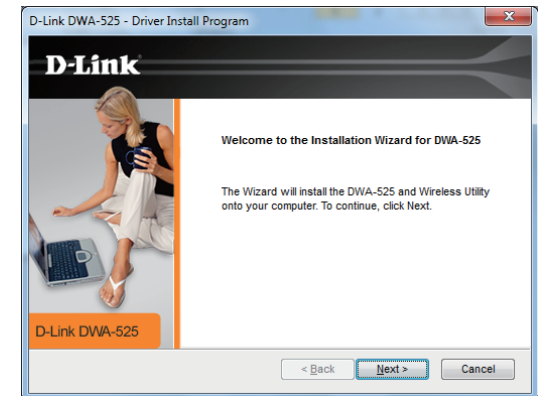 D-Link DWA-525 - Driver Install Program
D-Link
Welcome to the Installation Wizard for DWA-525
The Wizard will install the DWA-525 and Wireless Utility
onto your computer. To continue, click Next.
D-Link DWA-525
< Back
Next >
Cancel